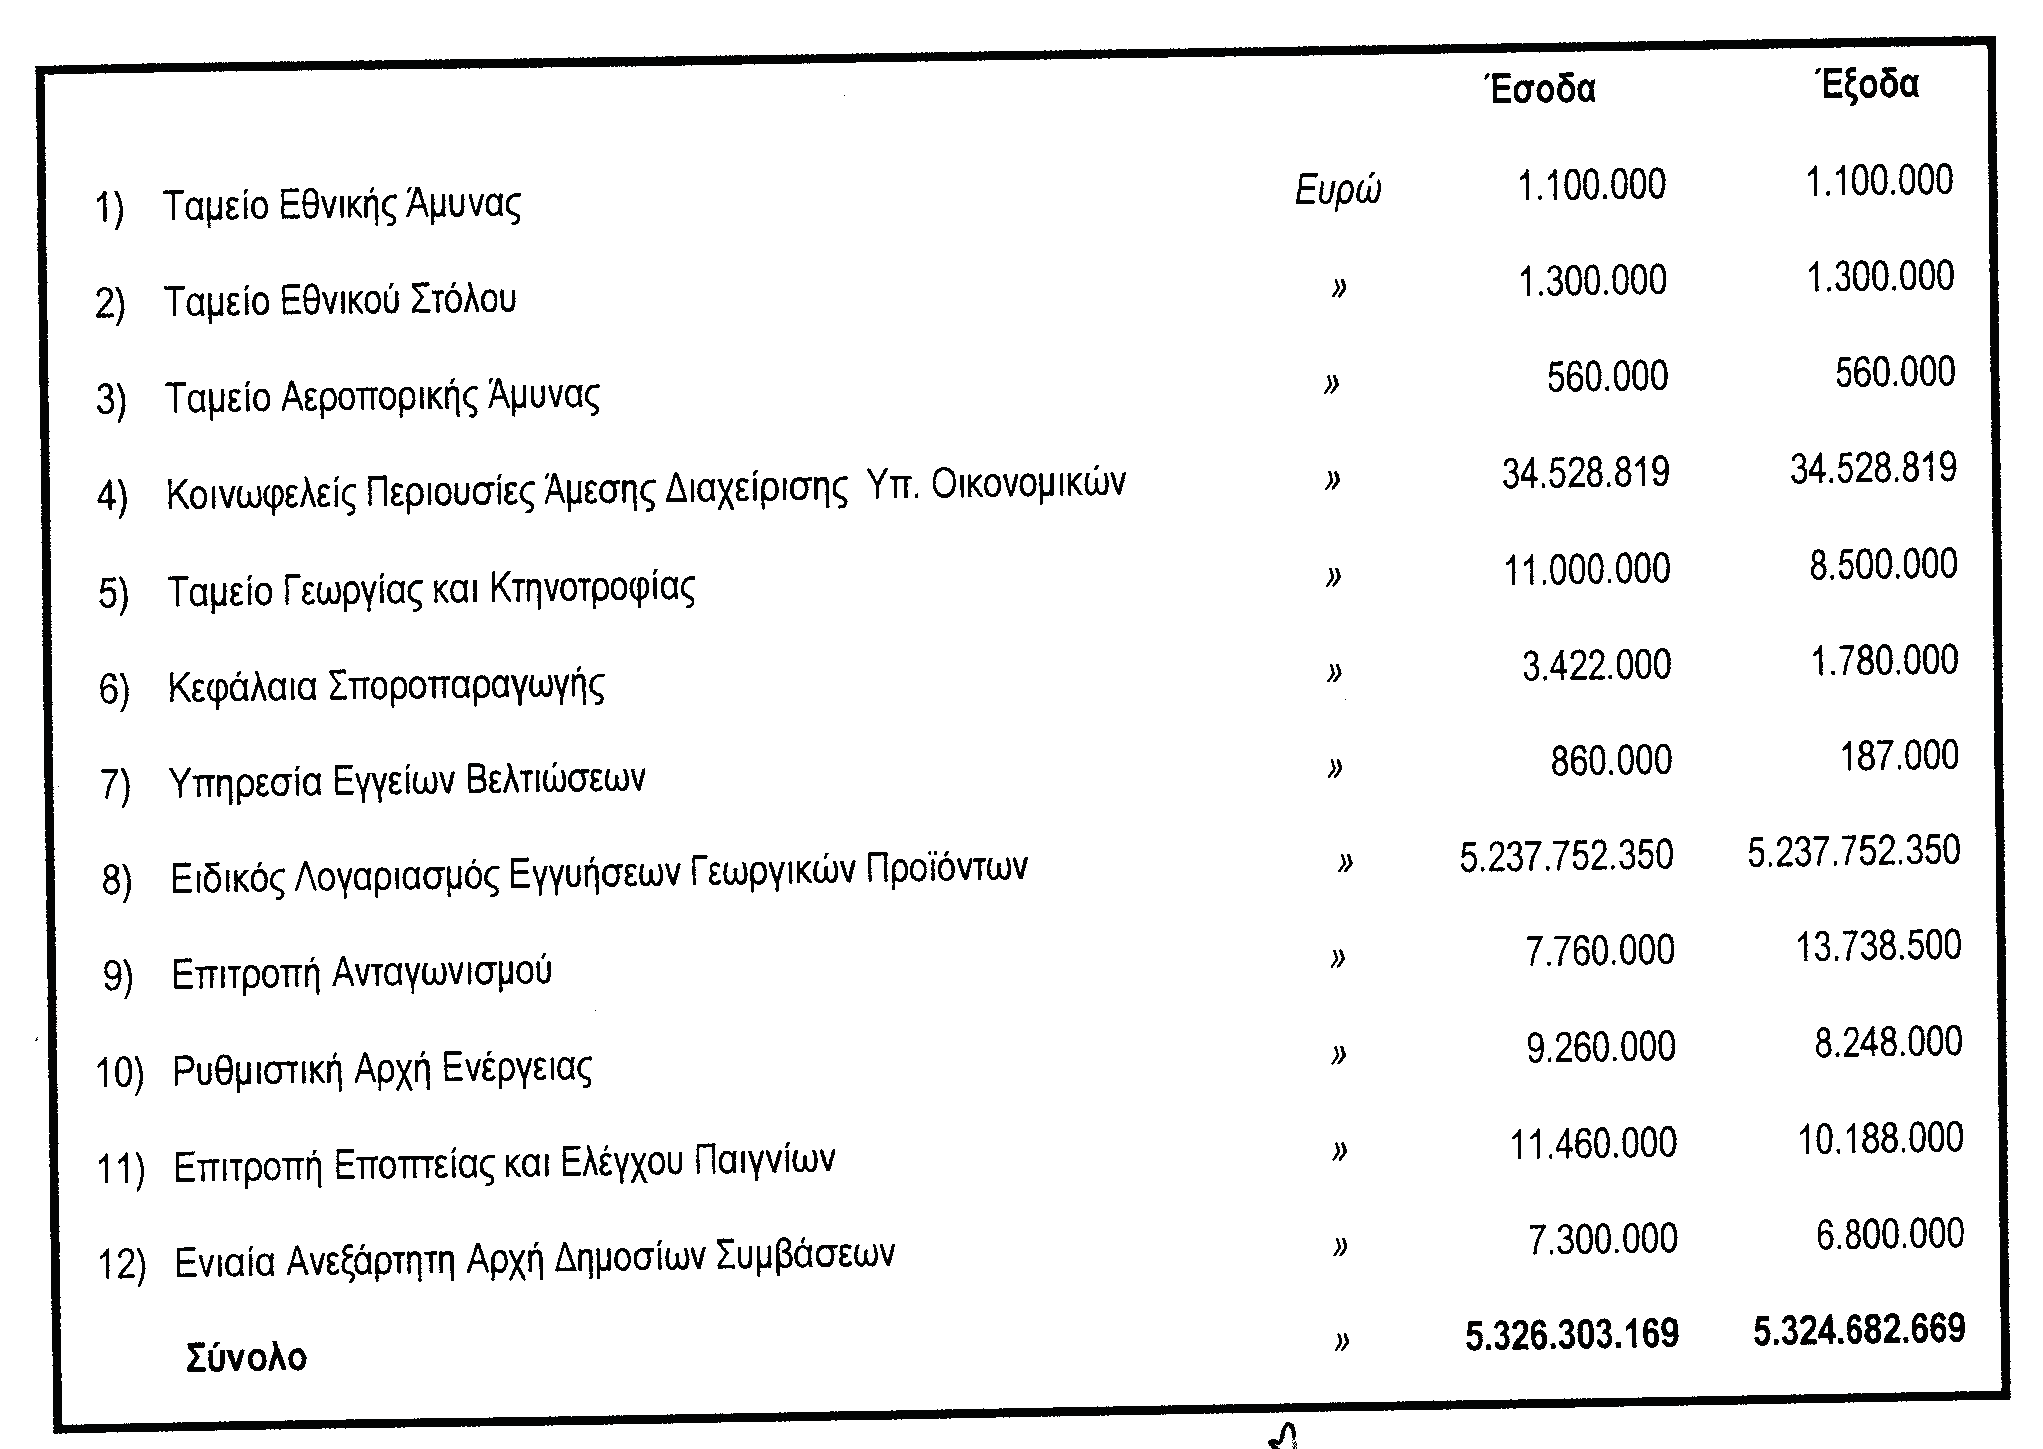 Έσοδα Έξοδα
1) Ταμείο Εθνικής Άμυνας Ευρώ 1.100.000 1.100.000
2) Ταμείο Εθνικού Στόλου » 1.300.000 1.300.000
3) Ταμείο Αεροπορικής Άμυνας » 560.000 560.000
4) Κοινωφελείς Περιουσίες Άμεσης Διαχείρισης Υπ. Οικονομικών » 34.528.819 34.528.819
5) Ταμείο Γεωργίας και Κτηνοτροφίας » 11.000.000 8.500.000
6) Κεφάλαια Σποροπαραγωγής » 3.422.000 1.780.000
7) Υπηρεσία Εγγείων Βελτιώσεων » 860.000 187.000
8) Ειδικός Λογαριασμός Εγγυήσεων Γεωργικών Προϊόντων » 5.237.752.350 5.237.752.350
9) Επιτροπή Ανταγωνισμού » 7.760.000 13.738.500
10) Ρυθμιστική Αρχή Ενέργειας » 9.260.000 8.248.000
11) Επιτροπή Εποπτείας και Ελέγχου Παιγνίων » 11.460.000 10.188.000
12) Ενιαία Ανεξάρτητη Αρχή Δημοσίων Συμβάσεων » 7.300.000 6.800.000
Σύνολο » 5.326.303.169 5.324.682.669